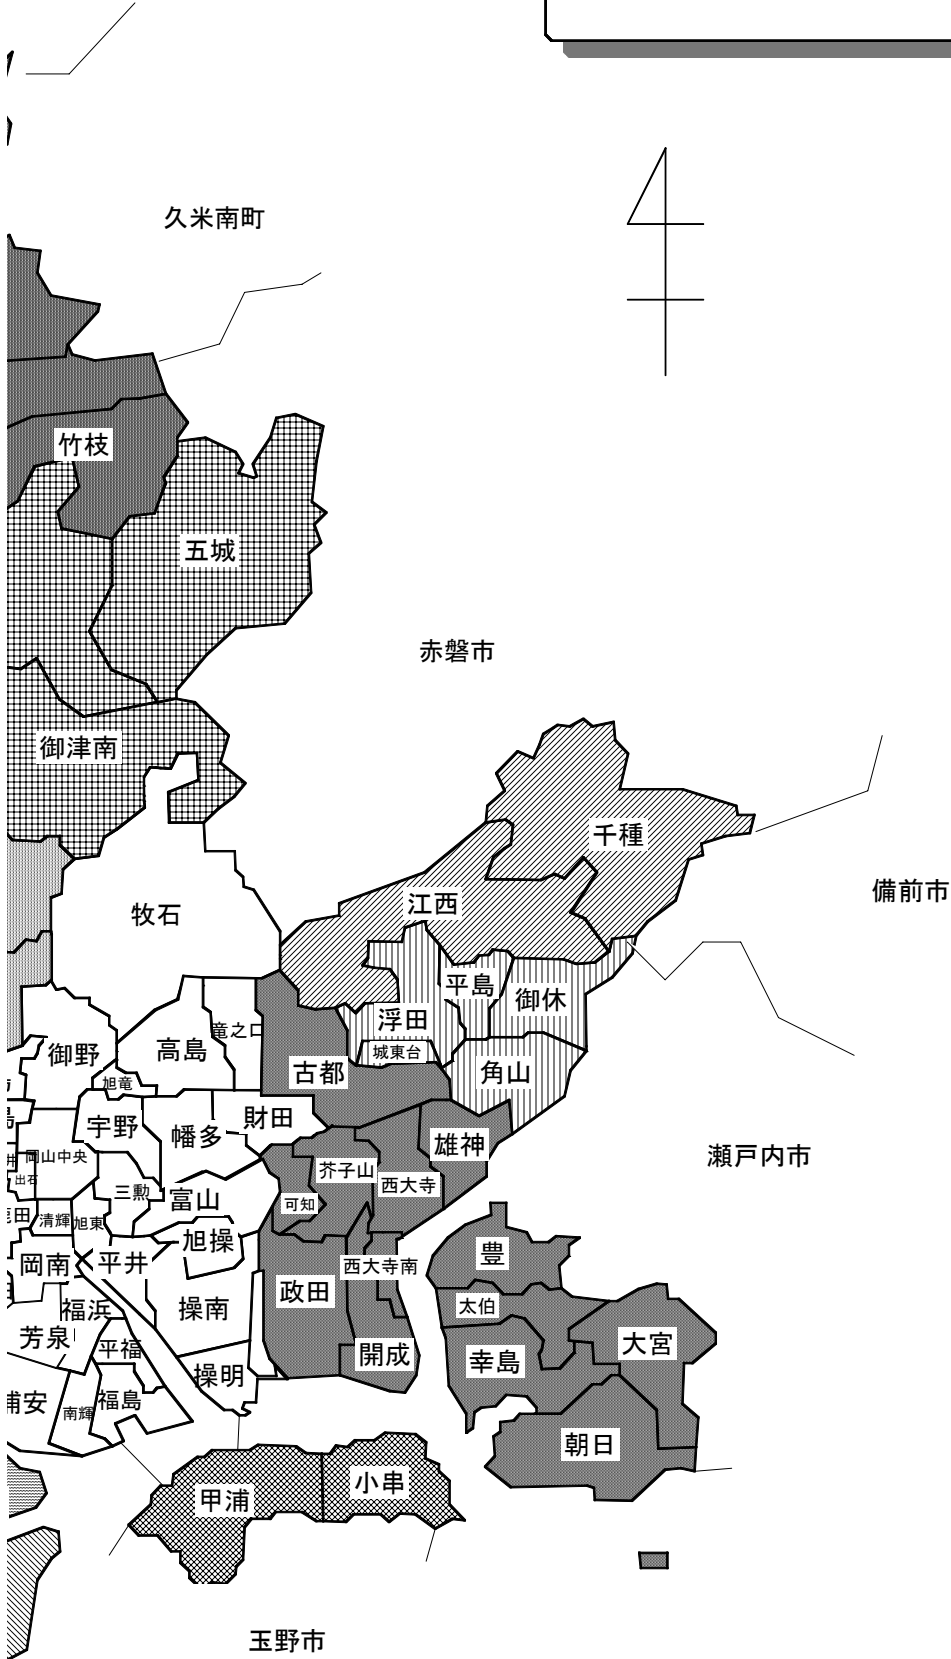 久米南町
竹枝
五城
赤磐市
御津南
千種
備前市
江西
牧石
平島
御休
浮田
竜之口
高島
御野
城東台
古都
角山
旭竜
財田
宇野
幡多
雄神
瀬戸内市
岡山中央
芥子山
出石
西大寺
三勲
富山
可知
清輝
旭東
旭操
豊
岡南
平井
西大寺南
政田
太伯
福浜
操南
芳泉
大宮
平福
開成
幸島
操明
福島
南輝
朝日
小串
甲浦
玉野市